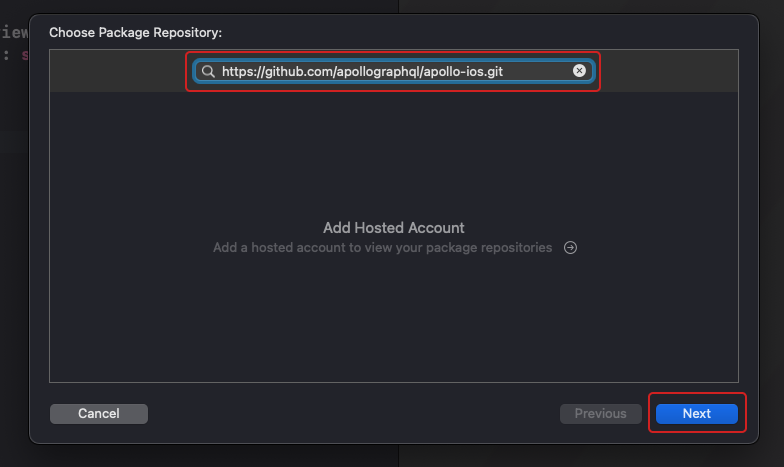 Choose Package Repository:
https://github.com/apollographql/apollo-ios.git
Add Hosted Account
Add a hosted account to view your package repositories
Cancel
Previous
Next